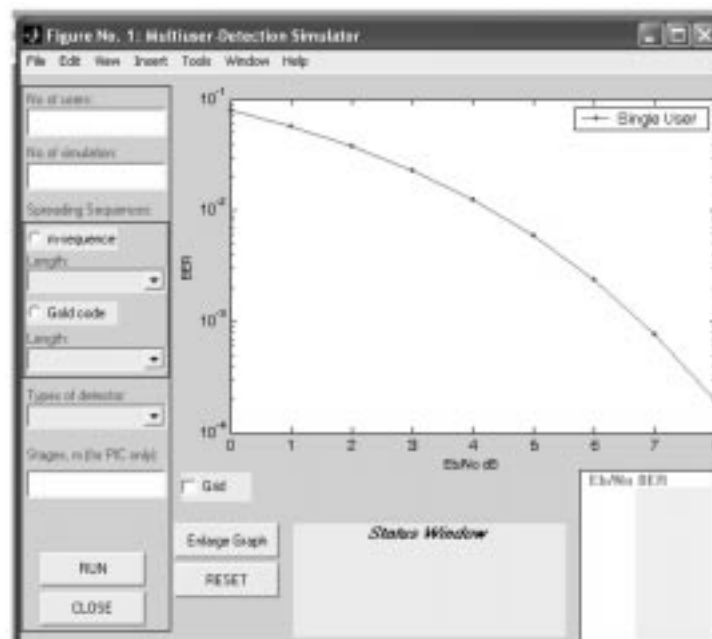 Figure No. 1: Multiuser Detection Simulator
File Edit View Insert Tools Window Help
No of users:
No of simulation:
Spreading Sequences:
m-sequence
Length:
Gold code
Length:
Types of detector:
Stages, m (for PIC only):
RUN
CLOSE
10^-1
10^-2
10^-3
10^-4
BER
Single User
0 1 2 3 4 5 6 7
Eb/No dB
Grid
Enlarge Graph
RESET
Status Window
Eb/No BER